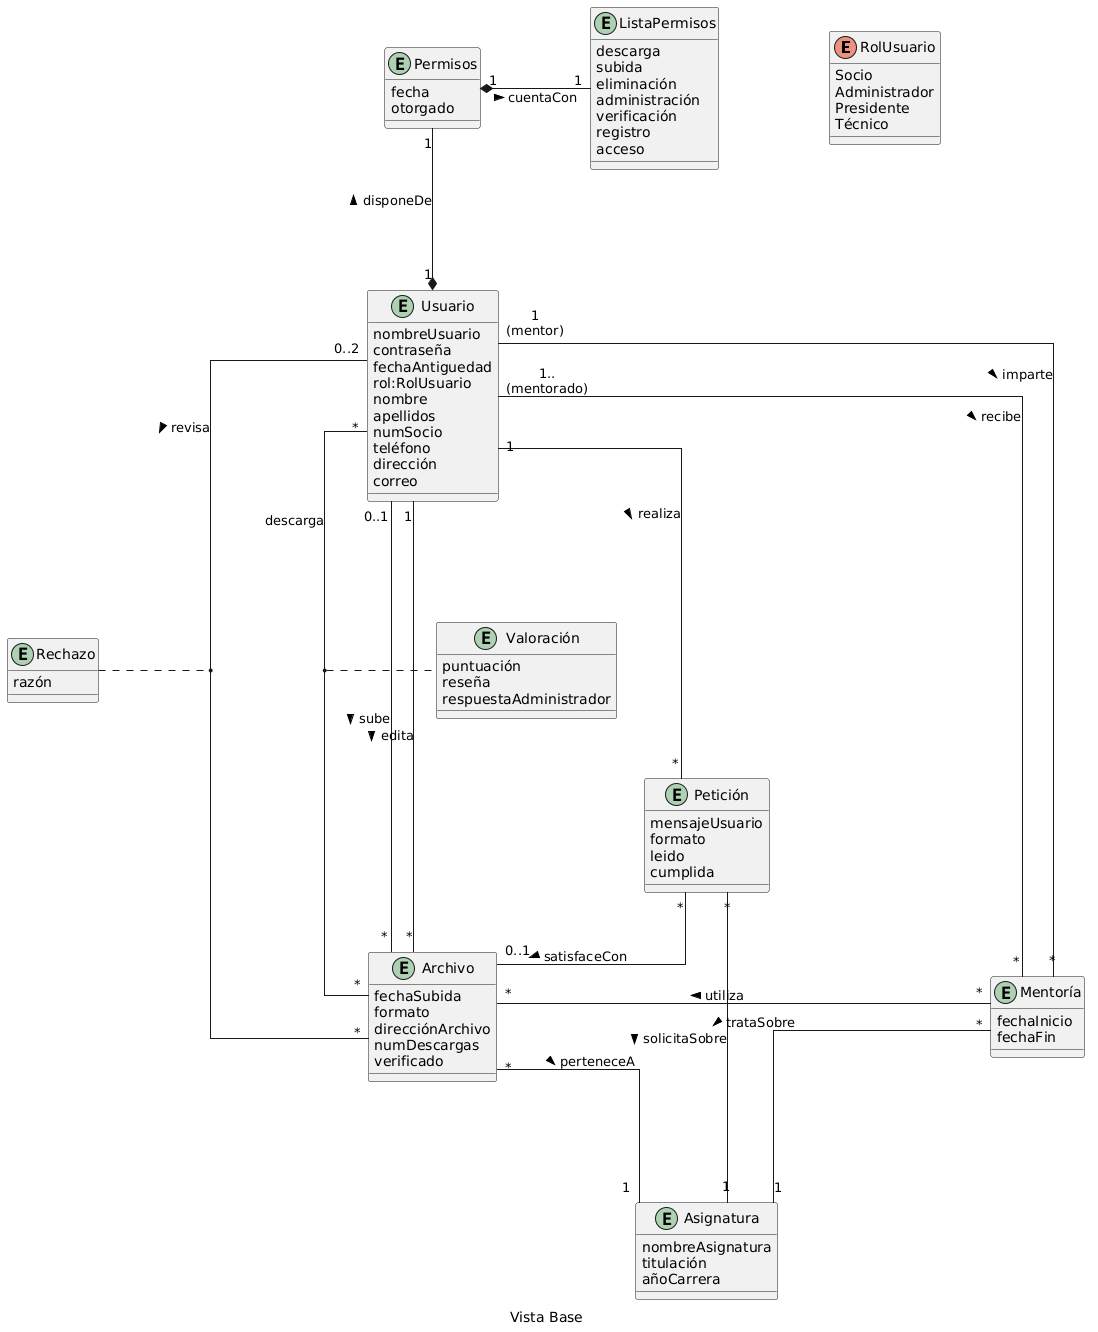 E ListaPermisos
descarga
subida
eliminación
administración
verificación
registro
acceso
E RolUsuario
Socio
Administrador
Presidente
Técnico
E Permisos
fecha
otorgado
1
1
cuentaCon
1
disponeDe
1
E Usuario
nombreUsuario
contraseña
fechaAntiguedad
rol:RolUsuario
nombre
apellidos
numSocio
teléfono
dirección
correo
1
(mentor)
0..2
1..
(mentorado)
imparte
recibe
revisa
*
1
realiza
0..1
1
descarga
E Rechazo
razón
E Valoración
puntuación
reseña
respuestaAdministrador
sube
edita
*
E Petición
mensajeUsuario
formato
leido
cumplida
*
*
*
*
0..1
satisfaceCon
*
*
E Archivo
fechaSubida
formato
direcciónArchivo
numDescargas
verificado
*
*
*
utiliza
*
E Mentoría
fechaInicio
fechaFin
*
trataSobre
solicitaSobre
*
perteneceA
1
1
1
E Asignatura
nombreAsignatura
titulación
añoCarrera
Vista Base